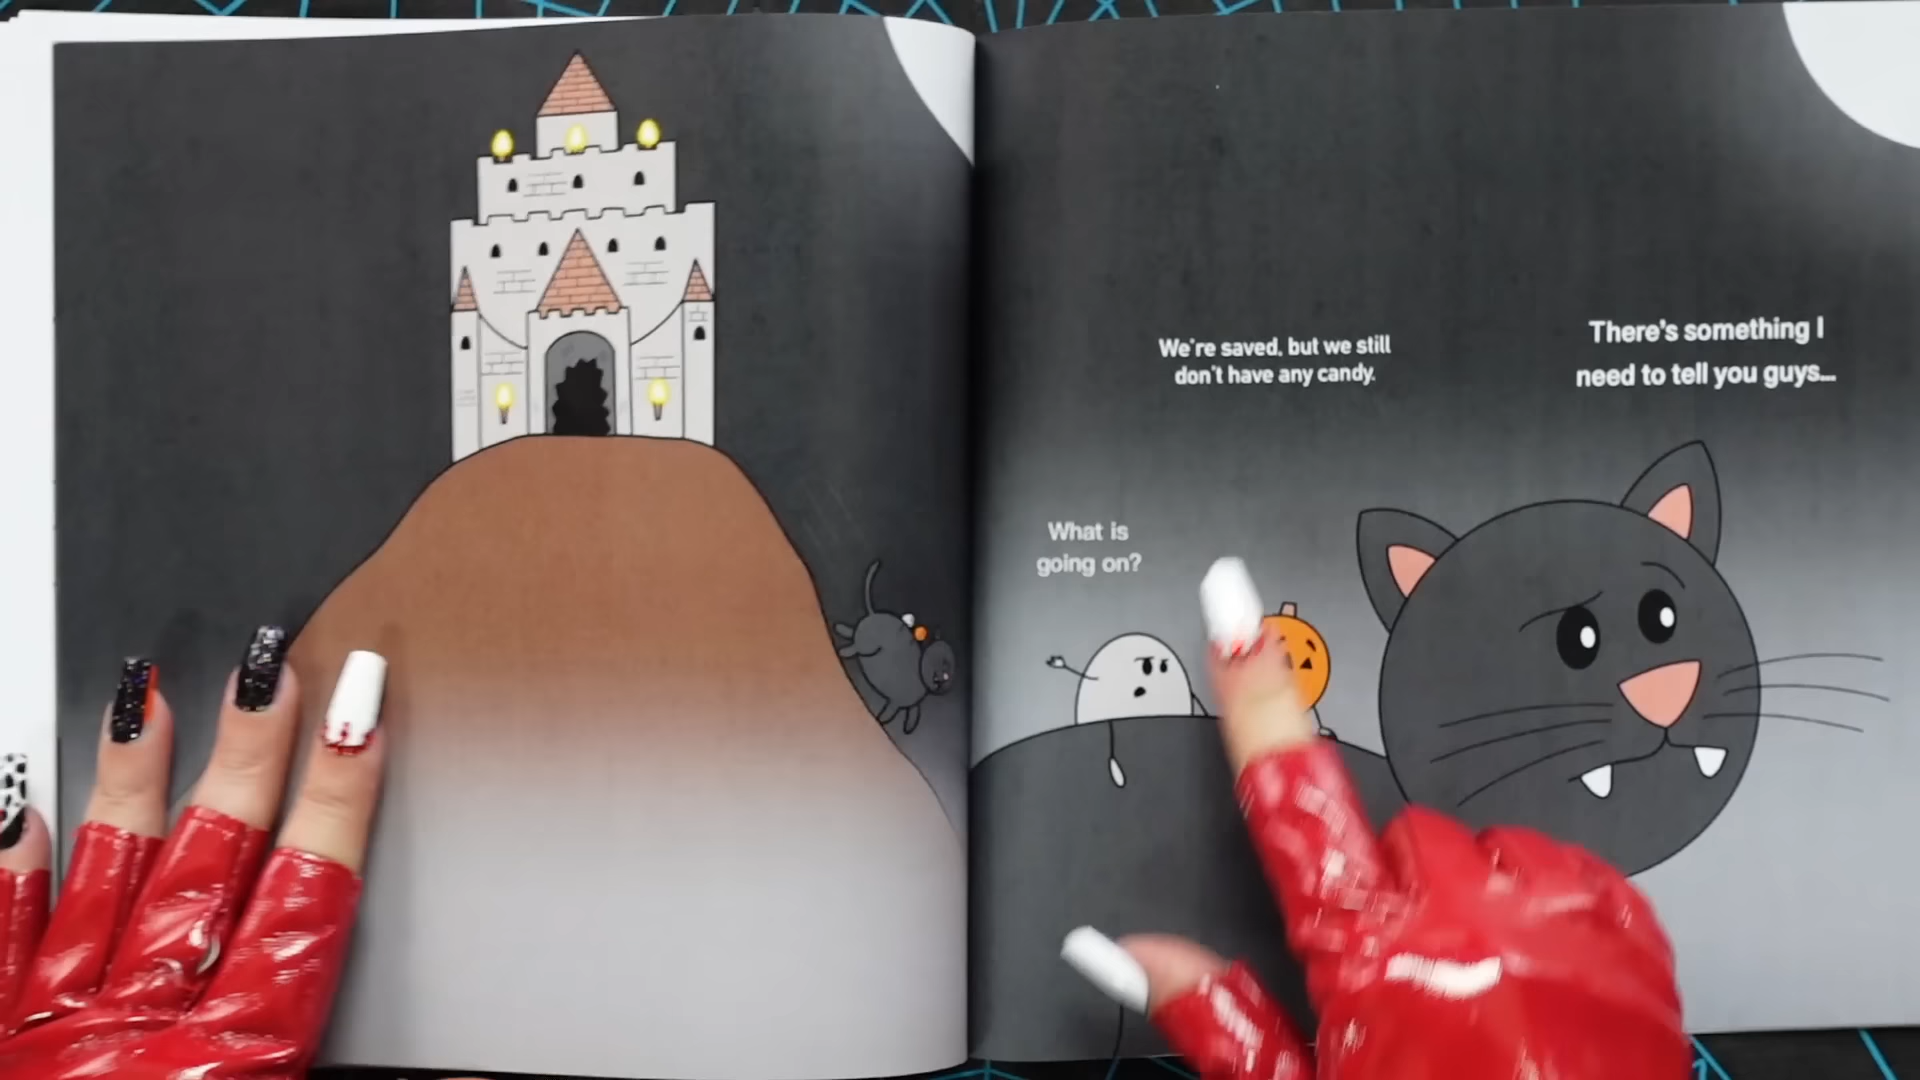 We're saved, but we still
don't have any candy.
There's something I
need to tell you guys...
What is
going on?